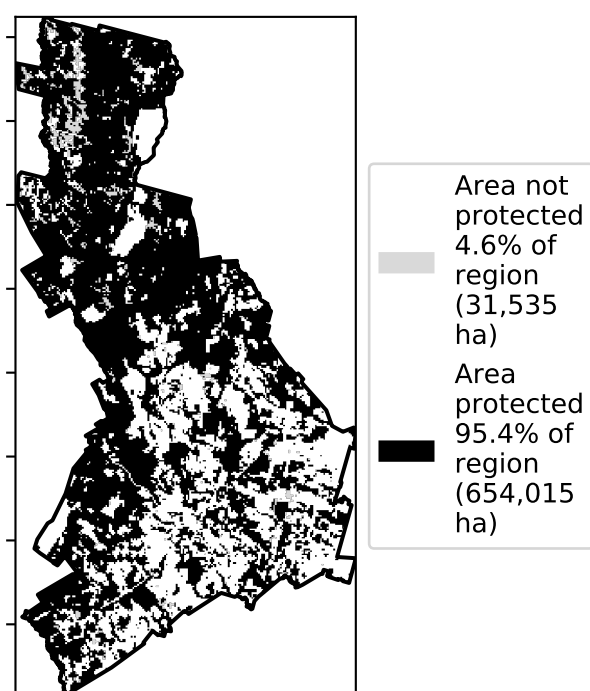 Area not
protected
4.6% of
region
(31,535
ha)
Area
protected
95.4% of
region
(654,015
ha)